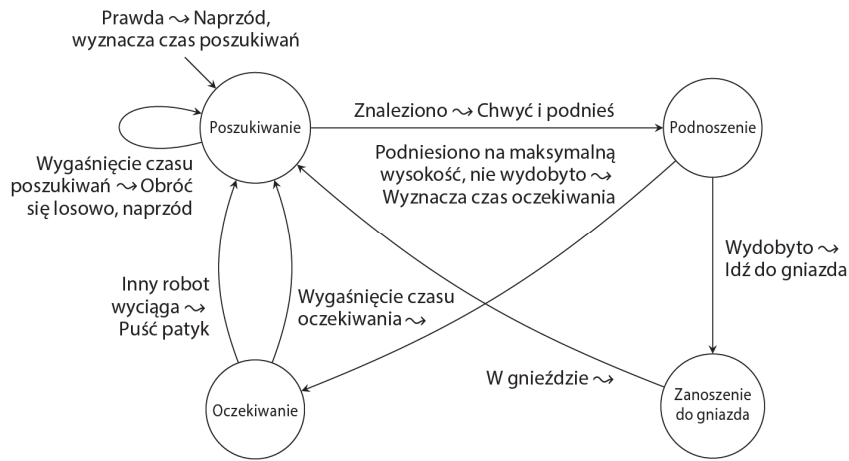 Prawda ⤳ Naprzód,
wyznacza czas poszukiwań
Poszukiwanie
Znaleziono ⤳ Chwyć i podnieś
Podnoszenie
Wygaśnięcie czasu
poszukiwań ⤳ Obróć
się losowo, naprzód
Podniesiono na maksymalną
wysokość, nie wydobyto ⤳
Wyznacza czas oczekiwania
Wydobyto ⤳
Idź do gniazda
Inny robot
wyciąga ⤳
Puść patyk
Wygaśnięcie czasu
oczekiwania ⤳
W gnieździe ⤳
Oczekiwanie
Zanoszenie
do gniazda